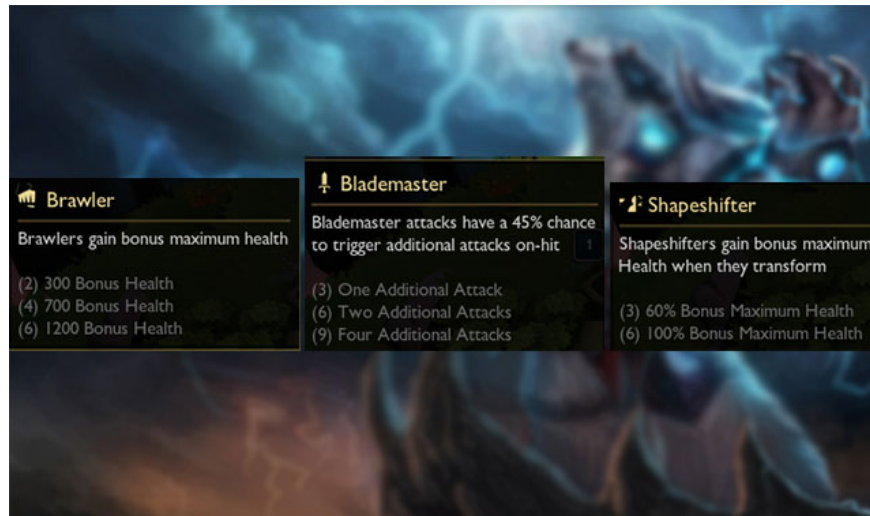 Brawler
Brawlers gain bonus maximum health
(2) 300 Bonus Health
(4) 700 Bonus Health
(6) 1200 Bonus Health
Blademaster
Blademaster attacks have a 45% chance
to trigger additional attacks on-hit
1
(3) One Additional Attack
(6) Two Additional Attacks
(9) Four Additional Attacks
Shapeshifter
Shapeshifters gain bonus maximum
Health when they transform
(3) 60% Bonus Maximum Health
(6) 100% Bonus Maximum Health